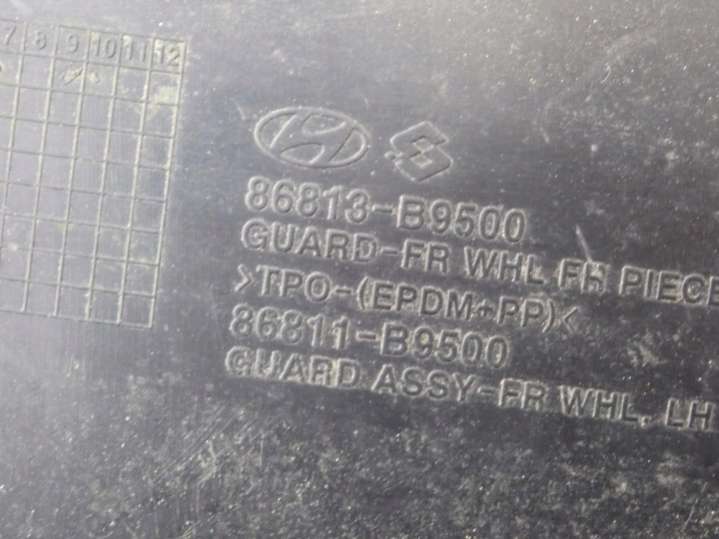 7 8 9 10 11 12
86813-B9500
GUARD-FR WHL FH PIECE
>TPO-(EPDM+PP)<
86811-B9500
GUARD ASSY-FR WHL, LH